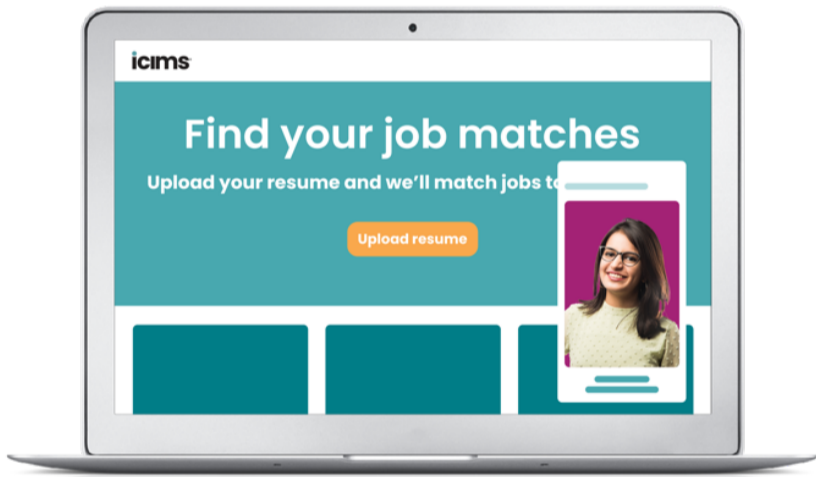 icims
Find your job matches
Upload your resume and we'll match jobs to
Upload resume